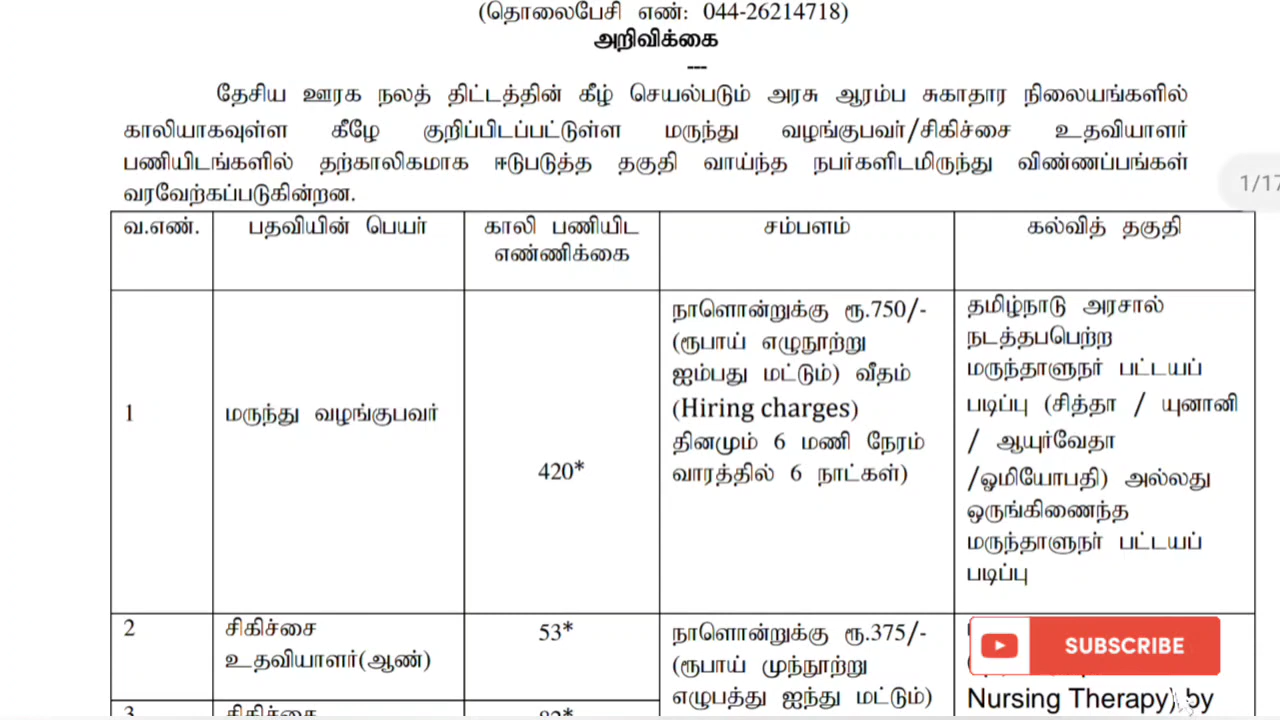 (தொலைபேசி எண்: 044-26214718)
அறிவிக்கை
---
தேசிய ஊரக நலத் திட்டத்தின் கீழ் செயல்படும் அரசு ஆரம்ப சுகாதார நிலையங்களில்
காலியாகவுள்ள கீழே குறிப்பிடப்பட்டுள்ள மருந்து வழங்குபவர்/சிகிச்சை உதவியாளர்
பணியிடங்களில் தற்காலிகமாக ஈடுபடுத்த தகுதி வாய்ந்த நபர்களிடமிருந்து விண்ணப்பங்கள்
வரவேற்கப்படுகின்றன.
1/17
வ.எண்.
பதவியின் பெயர்
காலி பணியிட
எண்ணிக்கை
சம்பளம்
கல்வித் தகுதி
1
மருந்து வழங்குபவர்
420*
நாளொன்றுக்கு ரூ.750/-
(ரூபாய் எழுநூற்று
ஐம்பது மட்டும்) வீதம்
(Hiring charges)
தினமும் 6 மணி நேரம்
வாரத்தில் 6 நாட்கள்)
தமிழ்நாடு அரசால்
நடத்தபபெற்ற
மருந்தாளுநர் பட்டயப்
படிப்பு (சித்தா / யுனானி
/ ஆயுர்வேதா
/ஓமியோபதி) அல்லது
ஒருங்கிணைந்த
மருந்தாளுநர் பட்டயப்
படிப்பு
2
சிகிச்சை
உதவியாளர்(ஆண்)
53*
நாளொன்றுக்கு ரூ.375/-
(ரூபாய் முந்நூற்று
எழுபத்து ஐந்து மட்டும்)
SUBSCRIBE
Nursing Therapy) by
3
சிகிச்சை